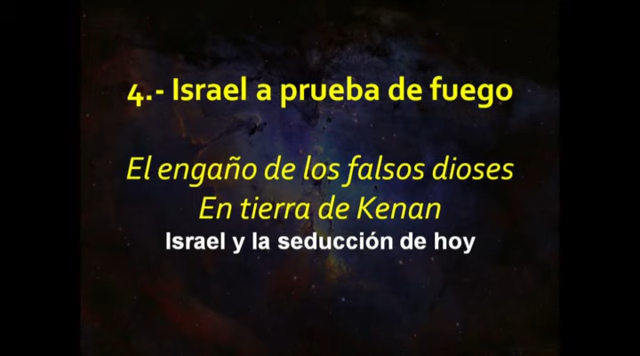 4.- Israel a prueba de fuego
El engaño de los falsos dioses
En tierra de Kenan
Israel y la seducción de hoy